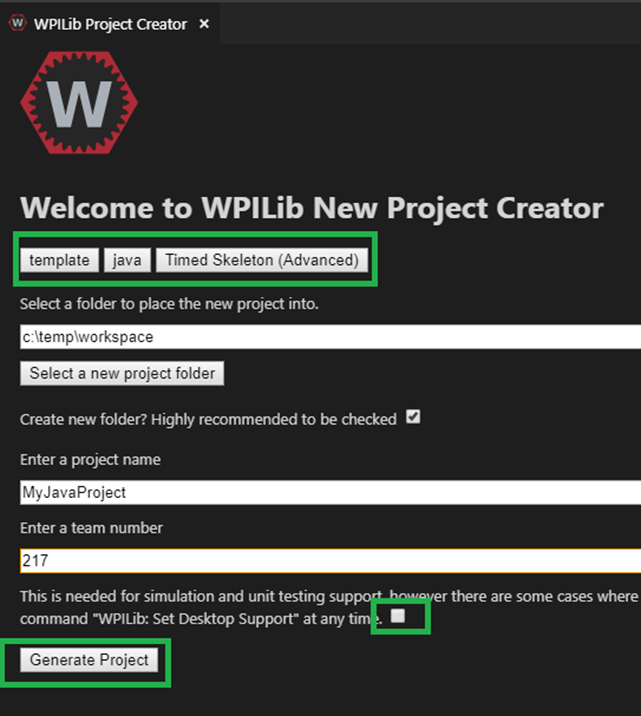 WPILib Project Creator
W
Welcome to WPILib New Project Creator
template java Timed Skeleton (Advanced)
Select a folder to place the new project into.
c:\temp\workspace
Select a new project folder
Create new folder? Highly recommended to be checked
Enter a project name
MyJavaProject
Enter a team number
217
This is needed for simulation and unit testing support, however there are some cases where
command "WPILib: Set Desktop Support" at any time.
Generate Project